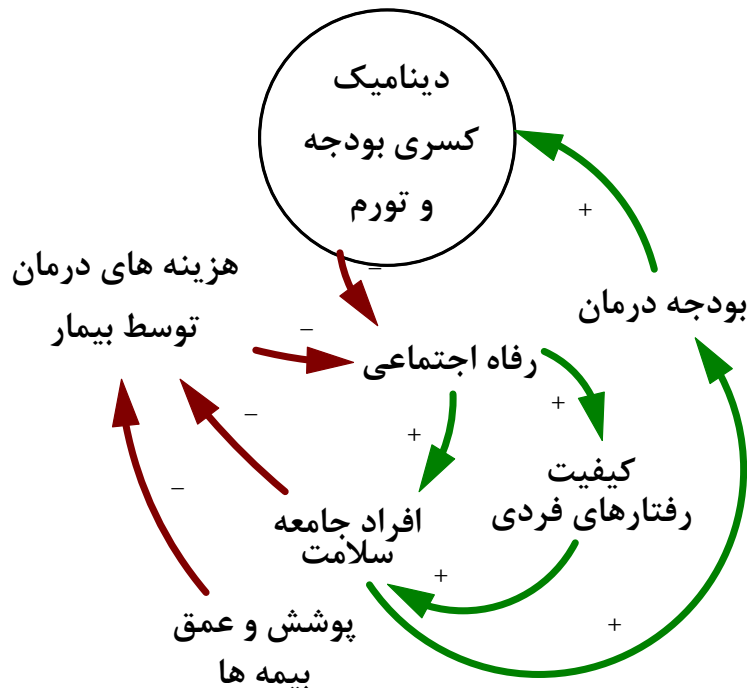 دینامیک
کسری بودجه
و تورم
+
−
هزینه های درمان
توسط بیمار
بودجه درمان
−
رفاه اجتماعی
+
−
+
کیفیت
رفتارهای فردی
−
افراد جامعه
سلامت
+
پوشش و عمق
بیمه ها
+